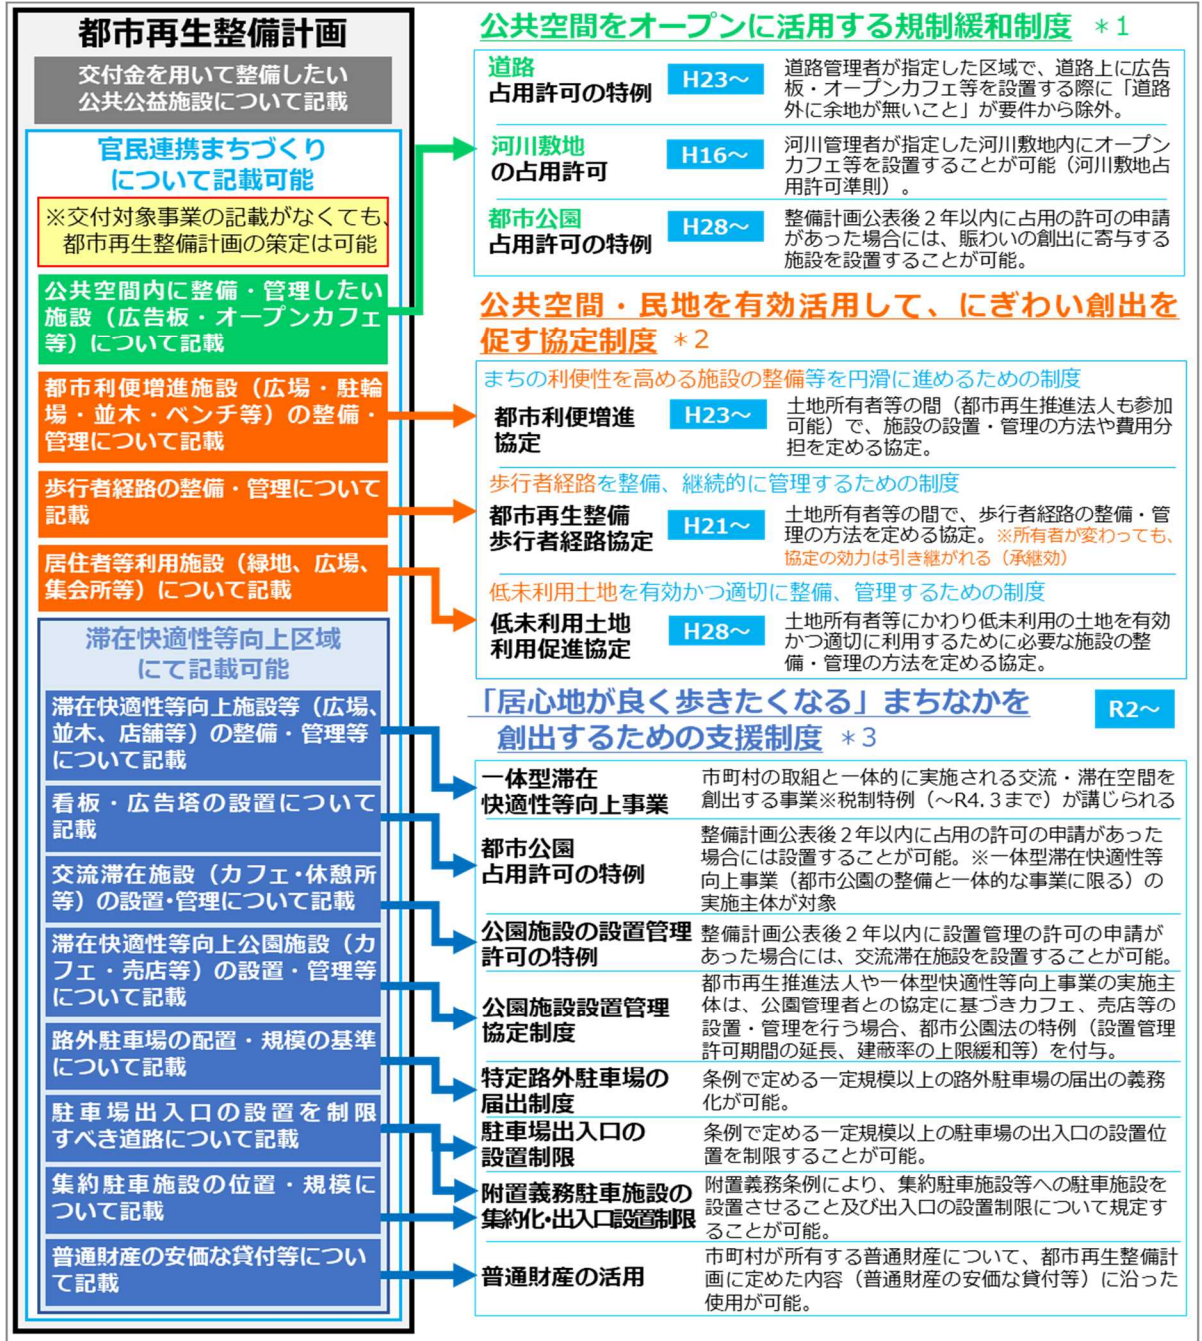 都市再生整備計画
交付金を用いて整備したい
公共公益施設について記載
官民連携まちづくり
について記載可能
※交付対象事業の記載がなくても、
都市再生整備計画の策定は可能
公共空間内に整備・管理したい
施設（広告板・オープンカフェ
等）について記載
都市利便増進施設（広場・駐輪
場・並木・ベンチ等）の整備・
管理について記載
歩行者経路の整備・管理について
記載
居住者等利用施設（緑地、広場、
集会所等）について記載
滞在快適性等向上区域
にて記載可能
滞在快適性等向上施設等（広場、
並木、店舗等）の整備・管理等
について記載
看板・広告塔の設置について
記載
交流滞在施設（カフェ・休憩所
等）の設置・管理について記載
滞在快適性等向上公園施設（カ
フェ・売店等）の設置・管理等
について記載
路外駐車場の配置・規模の基準
について記載
駐車場出入口の設置を制限
すべき道路について記載
集約駐車施設の位置・規模に
ついて記載
普通財産の安価な貸付等につい
て記載
公共空間をオープンに活用する規制緩和制度 ＊1
道路
占用許可の特例
H23～
道路管理者が指定した区域で、道路上に広告
板・オープンカフェ等を設置する際に「道路
外に余地が無いこと」が要件から除外。
河川敷地
の占用許可
H16～
河川管理者が指定した河川敷地内にオープン
カフェ等を設置することが可能（河川敷地占
用許可準則）。
都市公園
占用許可の特例
H28～
整備計画公表後２年以内に占用の許可の申請
があった場合には、賑わいの創出に寄与する
施設を設置することが可能。
公共空間・民地を有効活用して、にぎわい創出を
促す協定制度 ＊2
まちの利便性を高める施設の整備等を円滑に進めるための制度
都市利便増進
協定
H23～
土地所有者等の間（都市再生推進法人も参加
可能）で、施設の設置・管理の方法や費用分
担を定める協定。
歩行者経路を整備、継続的に管理するための制度
都市再生整備
歩行者経路協定
H21～
土地所有者等の間で、歩行者経路の整備・管
理の方法を定める協定。※所有者が変わっても、
協定の効力は引き継がれる（承継効）
低未利用土地を有効かつ適切に整備、管理するための制度
低未利用土地
利用促進協定
H28～
土地所有者等にかわり低未利用の土地を有効
かつ適切に利用するために必要な施設の整
備・管理の方法を定める協定。
「居心地が良く歩きたくなる」まちなかを
創出するための支援制度 ＊3
R2～
一体型滞在
快適性等向上事業
市町村の取組と一体的に実施される交流・滞在空間を
創出する事業※税制特例（～R4.3まで）が講じられる
都市公園
占用許可の特例
整備計画公表後２年以内に占用の許可の申請があった
場合には設置することが可能。※一体型滞在快適性等
向上事業（都市公園の整備と一体的な事業に限る）の
実施主体が対象
公園施設の設置管理
許可の特例
整備計画公表後２年以内に設置管理の許可の申請が
あった場合には、交流滞在施設を設置することが可能。
公園施設設置管理
協定制度
都市再生推進法人や一体型快適性等向上事業の実施主
体は、公園管理者との協定に基づきカフェ、売店等の
設置・管理を行う場合、都市公園法の特例（設置管理
許可期間の延長、建蔽率の上限緩和等）を付与。
特定路外駐車場の
届出制度
条例で定める一定規模以上の路外駐車場の届出の義務
化が可能。
駐車場出入口の
設置制限
条例で定める一定規模以上の駐車場の出入口の設置位
置を制限することが可能。
附置義務駐車施設の
集約化・出入口設置制限
附置義務条例により、集約駐車施設等への駐車施設を
設置させること及び出入口の設置制限について規定す
ることが可能。
普通財産の活用
市町村が所有する普通財産について、都市再生整備計
画に定めた内容（普通財産の安価な貸付等）に沿った
使用が可能。